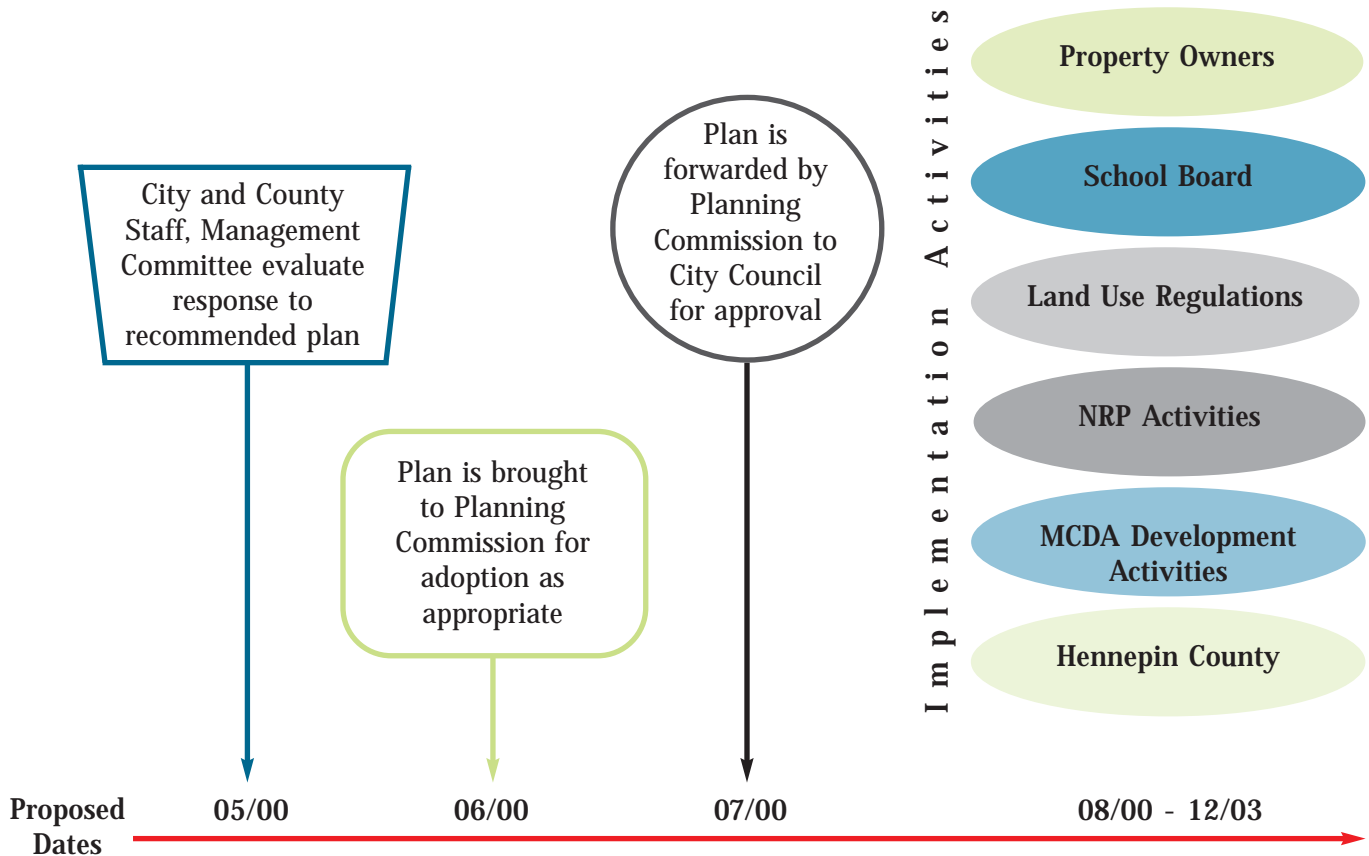 City and County
Staff, Management
Committee evaluate
response to
recommended plan
Plan is brought
to Planning
Commission for
adoption as
appropriate
Plan is
forwarded by
Planning
Commission to
City Council
for approval
Implementation Activities
Property Owners
School Board
Land Use Regulations
NRP Activities
MCDA Development
Activities
Hennepin County
Proposed
Dates
05/00
06/00
07/00
08/00 - 12/03